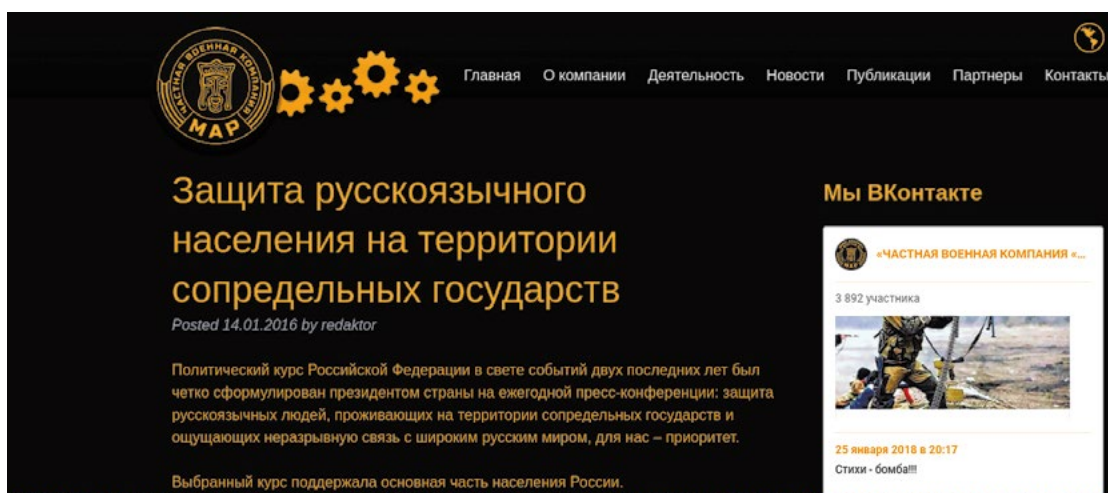 ЧАСТНАЯ ВОЕННАЯ КОМПАНИЯ
МАР
Главная О компании Деятельность Новости Публикации Партнеры Контакты
Защита русскоязычного
населения на территории
сопредельных государств
Posted 14.01.2016 by redaktor
Политический курс Российской Федерации в свете событий двух последних лет был
четко сформулирован президентом страны на ежегодной пресс-конференции: защита
русскоязычных людей, проживающих на территории сопредельных государств и
ощущающих неразрывную связь с широким русским миром, для нас – приоритет.
Выбранный курс поддержала основная часть населения России.
Мы ВКонтакте
«ЧАСТНАЯ ВОЕННАЯ КОМПАНИЯ «...
3 892 участника
25 января 2018 в 20:17
Стихи - бомба!!!